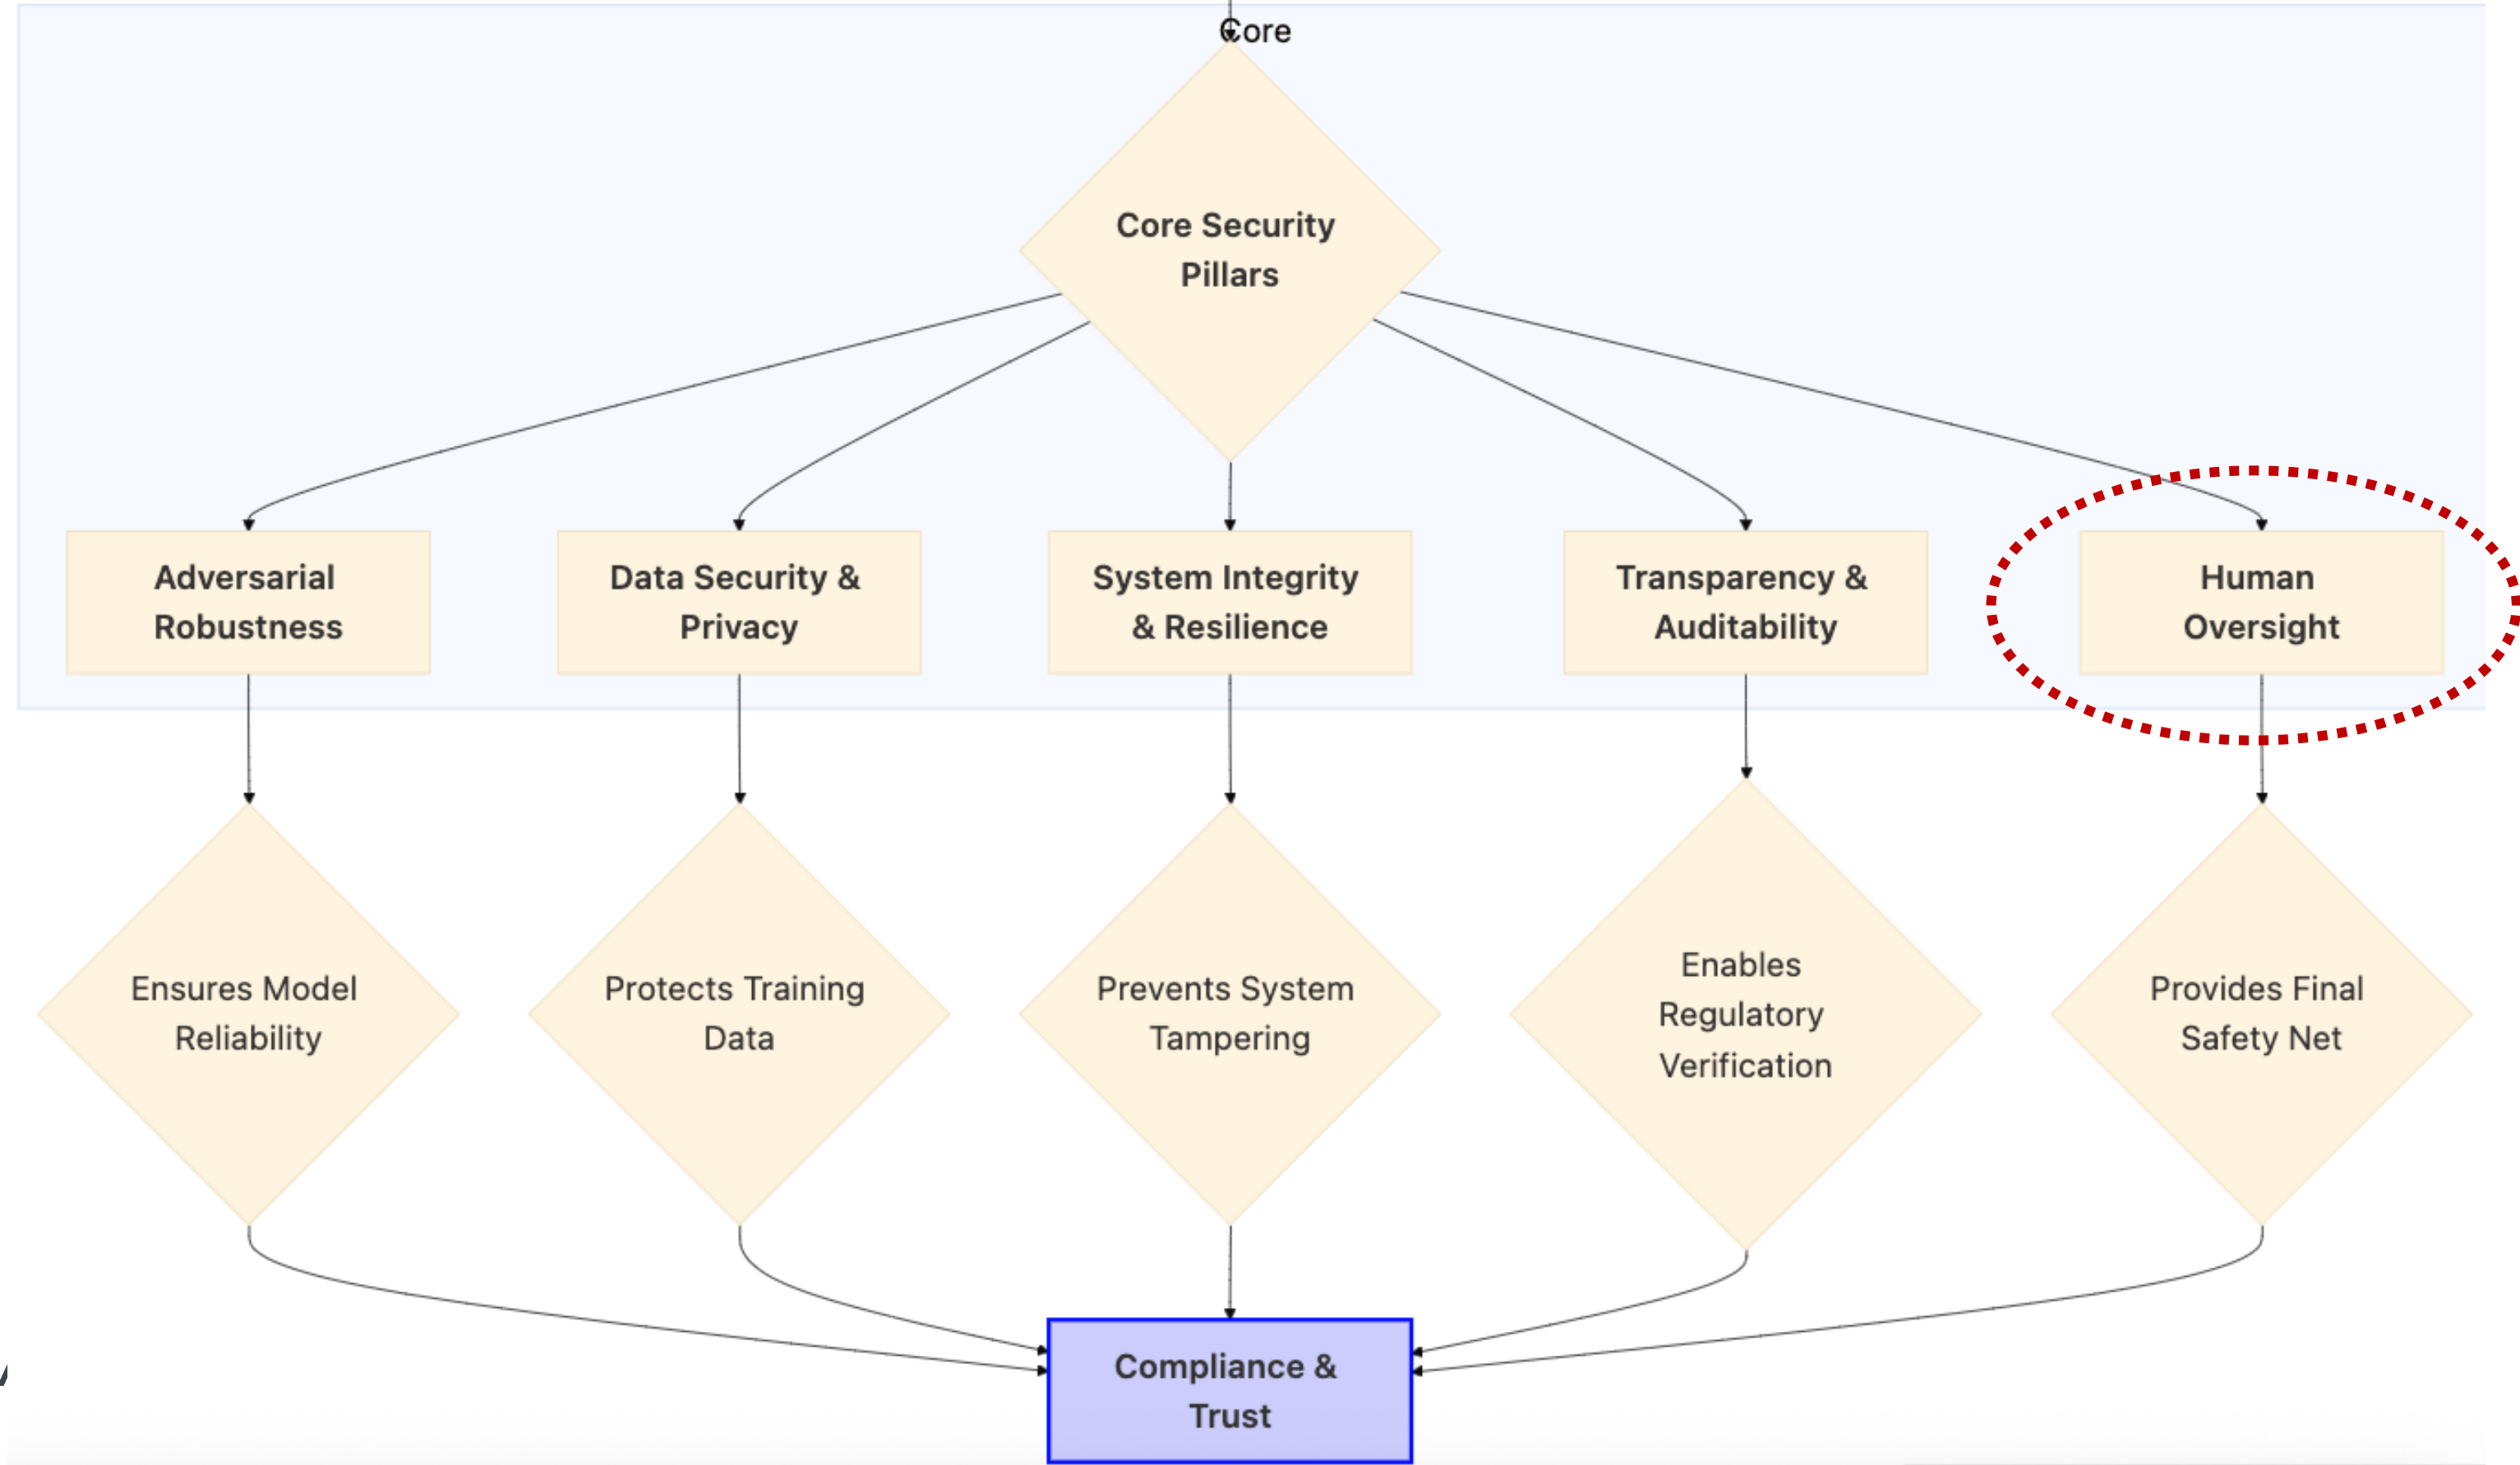 Core
Core Security
Pillars
Adversarial
Robustness
Data Security &
Privacy
System Integrity
& Resilience
Transparency &
Auditability
Human
Oversight
Ensures Model
Reliability
Protects Training
Data
Prevents System
Tampering
Enables
Regulatory
Verification
Provides Final
Safety Net
Compliance &
Trust